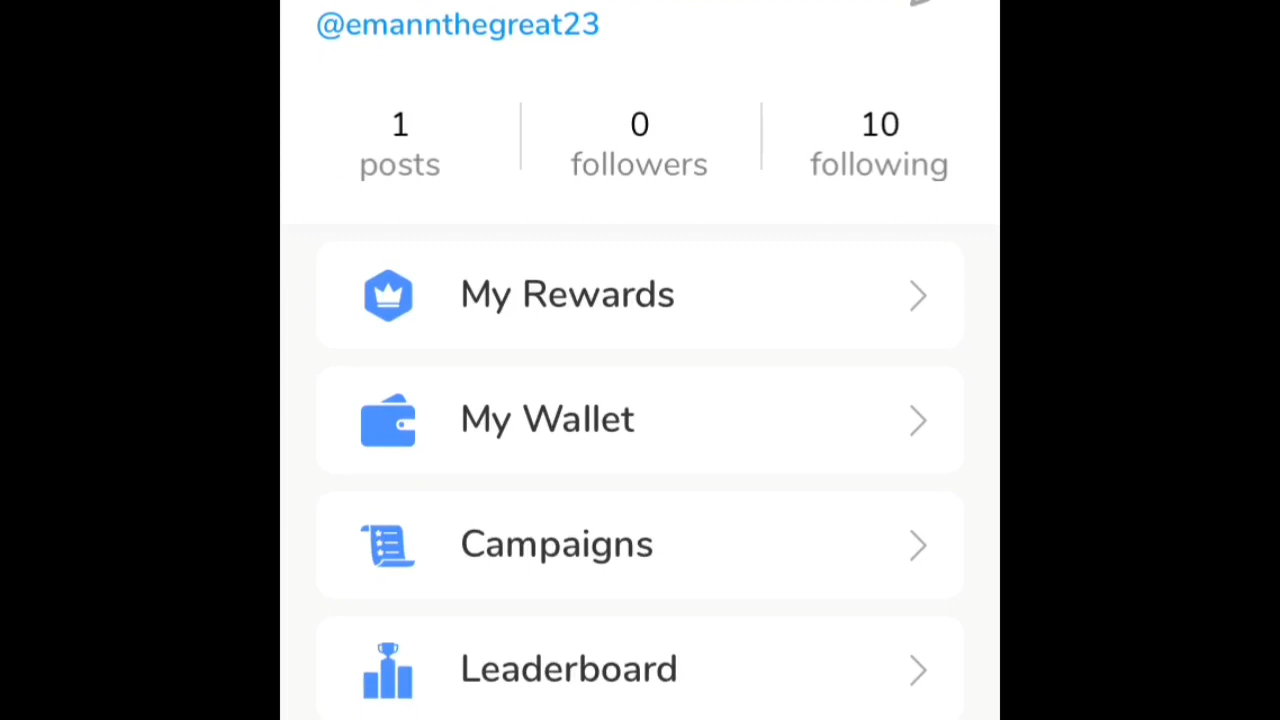 @emannthegreat23
1 0 10
posts followers following
My Rewards
My Wallet
Campaigns
Leaderboard